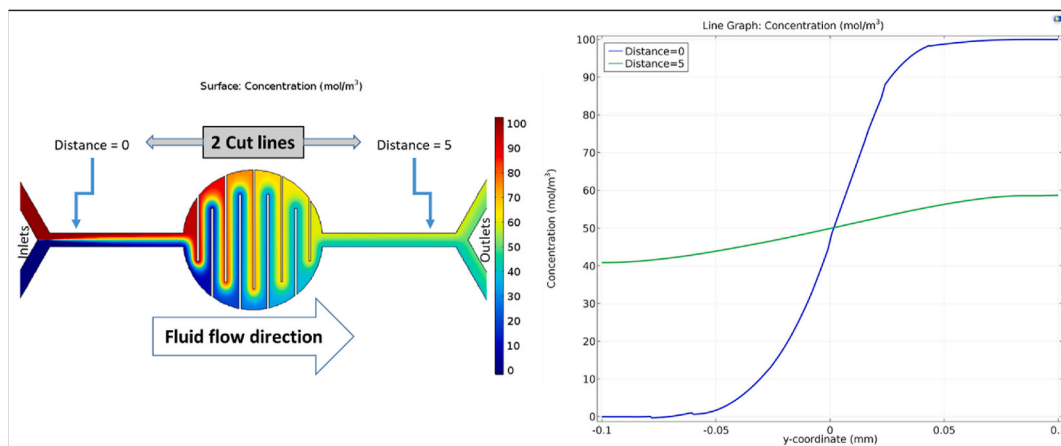 Surface: Concentration (mol/m³)
Distance = 0
2 Cut lines
Distance = 5
Inlets
Outlets
Fluid flow direction
100
90
80
70
60
50
40
30
20
10
0
Line Graph: Concentration (mol/m³)
Distance=0
Distance=5
Concentration (mol/m³)
100
90
80
70
60
50
40
30
20
10
0
-0.1
-0.05
0
0.05
0.1
y-coordinate (mm)